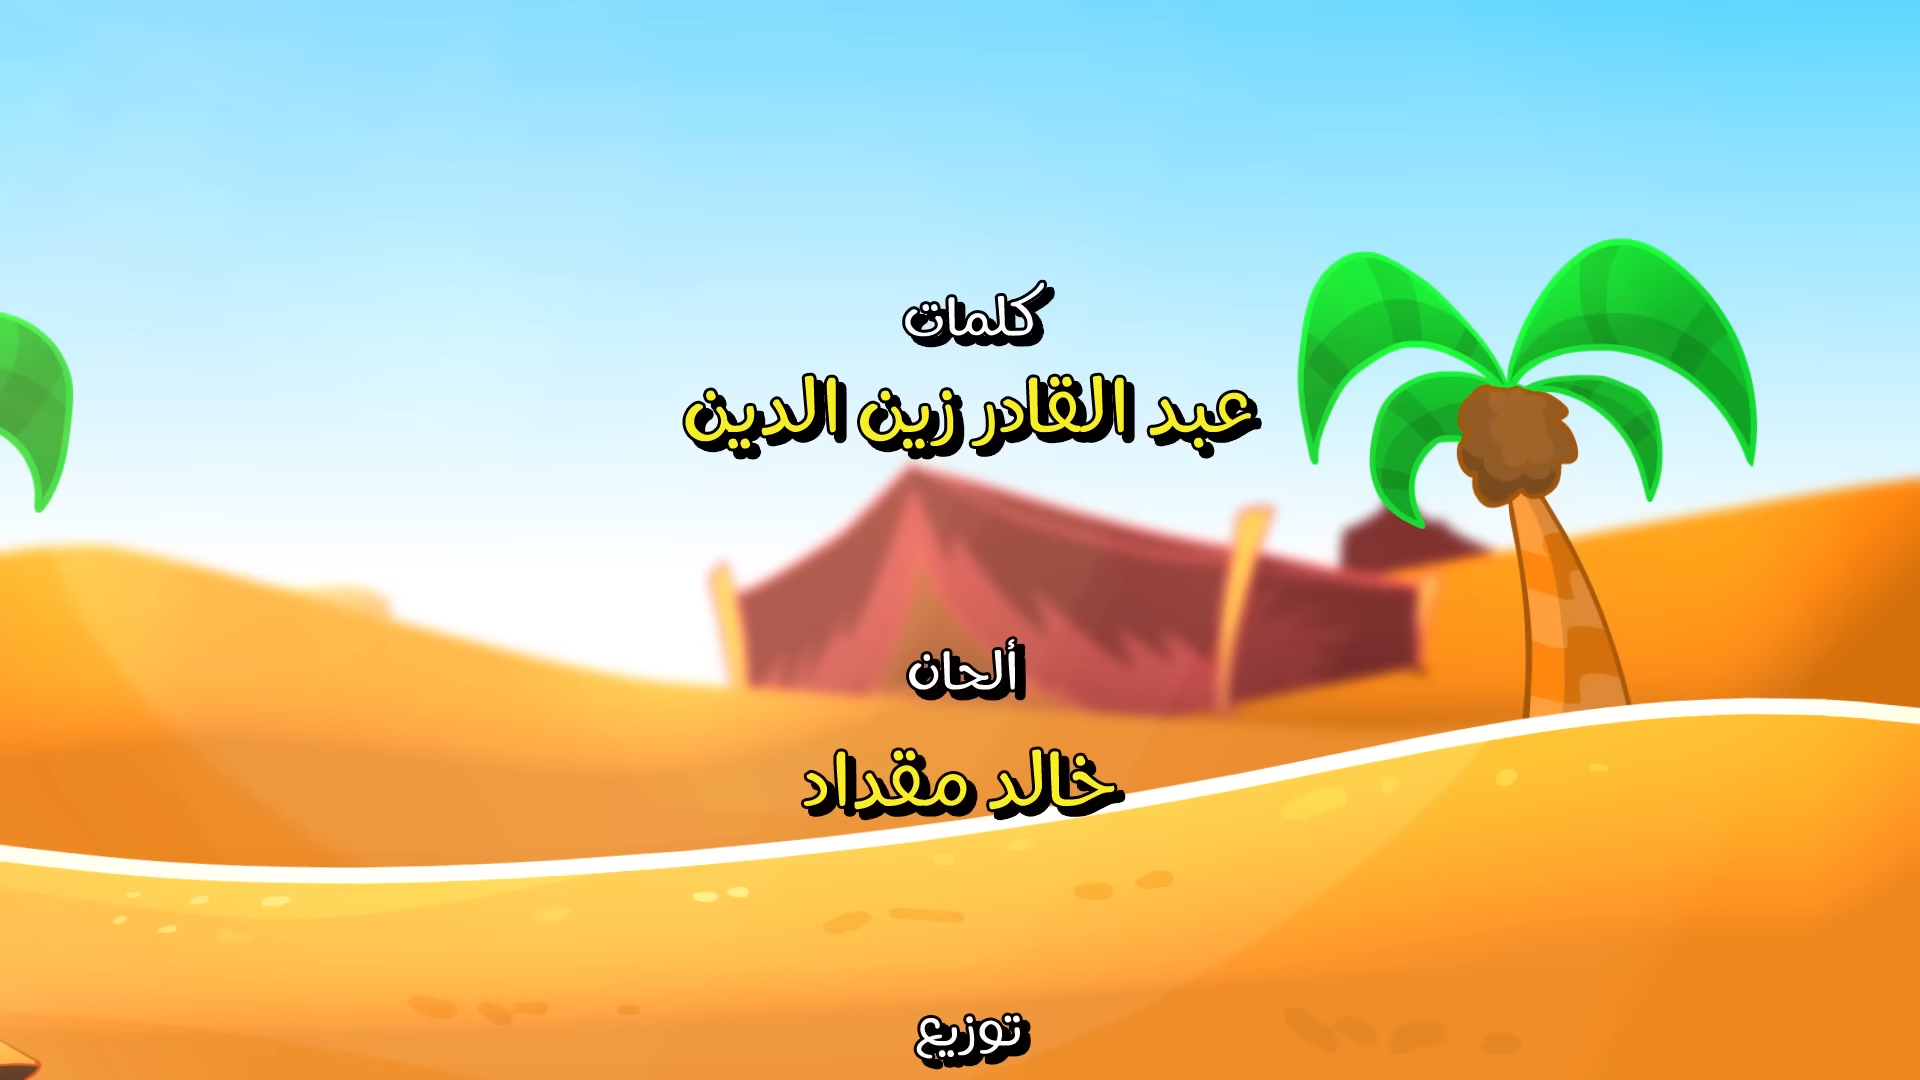 كلمات
عبد القادر زين الدين
ألحان
خالد مقداد
توزيع